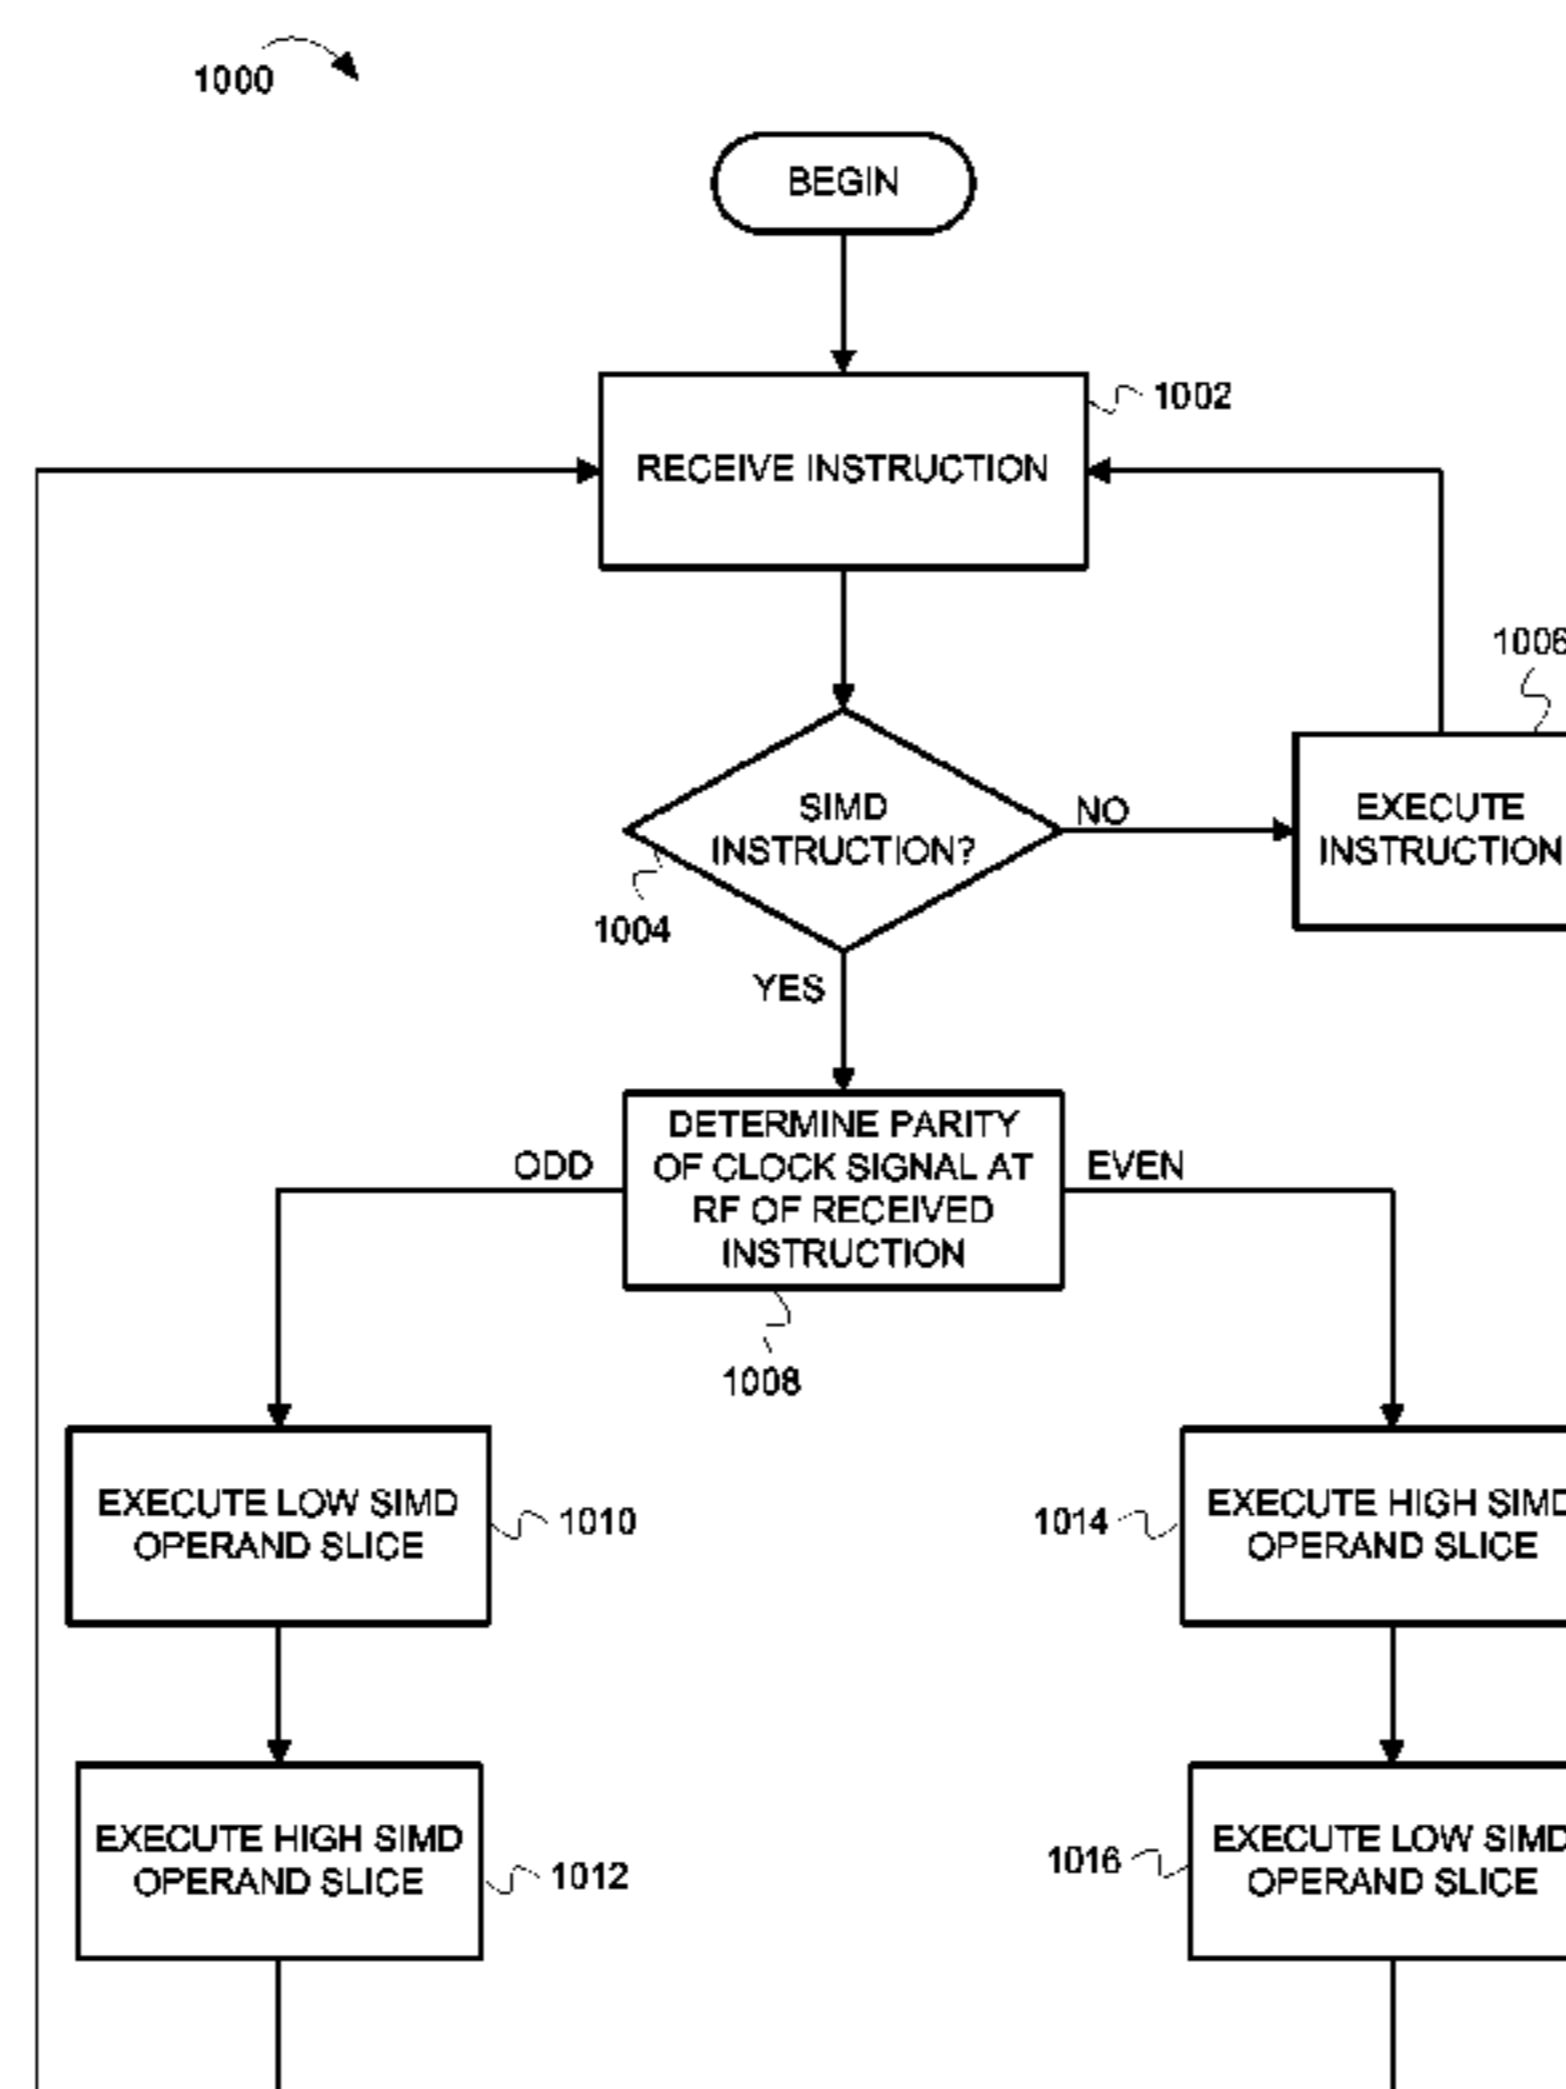 1000
BEGIN
1002
RECEIVE INSTRUCTION
1006
SIMD
INSTRUCTION?
NO
EXECUTE
INSTRUCTION
1004
YES
DETERMINE PARITY
OF CLOCK SIGNAL AT
RF OF RECEIVED
INSTRUCTION
ODD
EVEN
1008
EXECUTE LOW SIMD
OPERAND SLICE
1010
1014
EXECUTE HIGH SIMD
OPERAND SLICE
EXECUTE HIGH SIMD
OPERAND SLICE
1012
1016
EXECUTE LOW SIMD
OPERAND SLICE